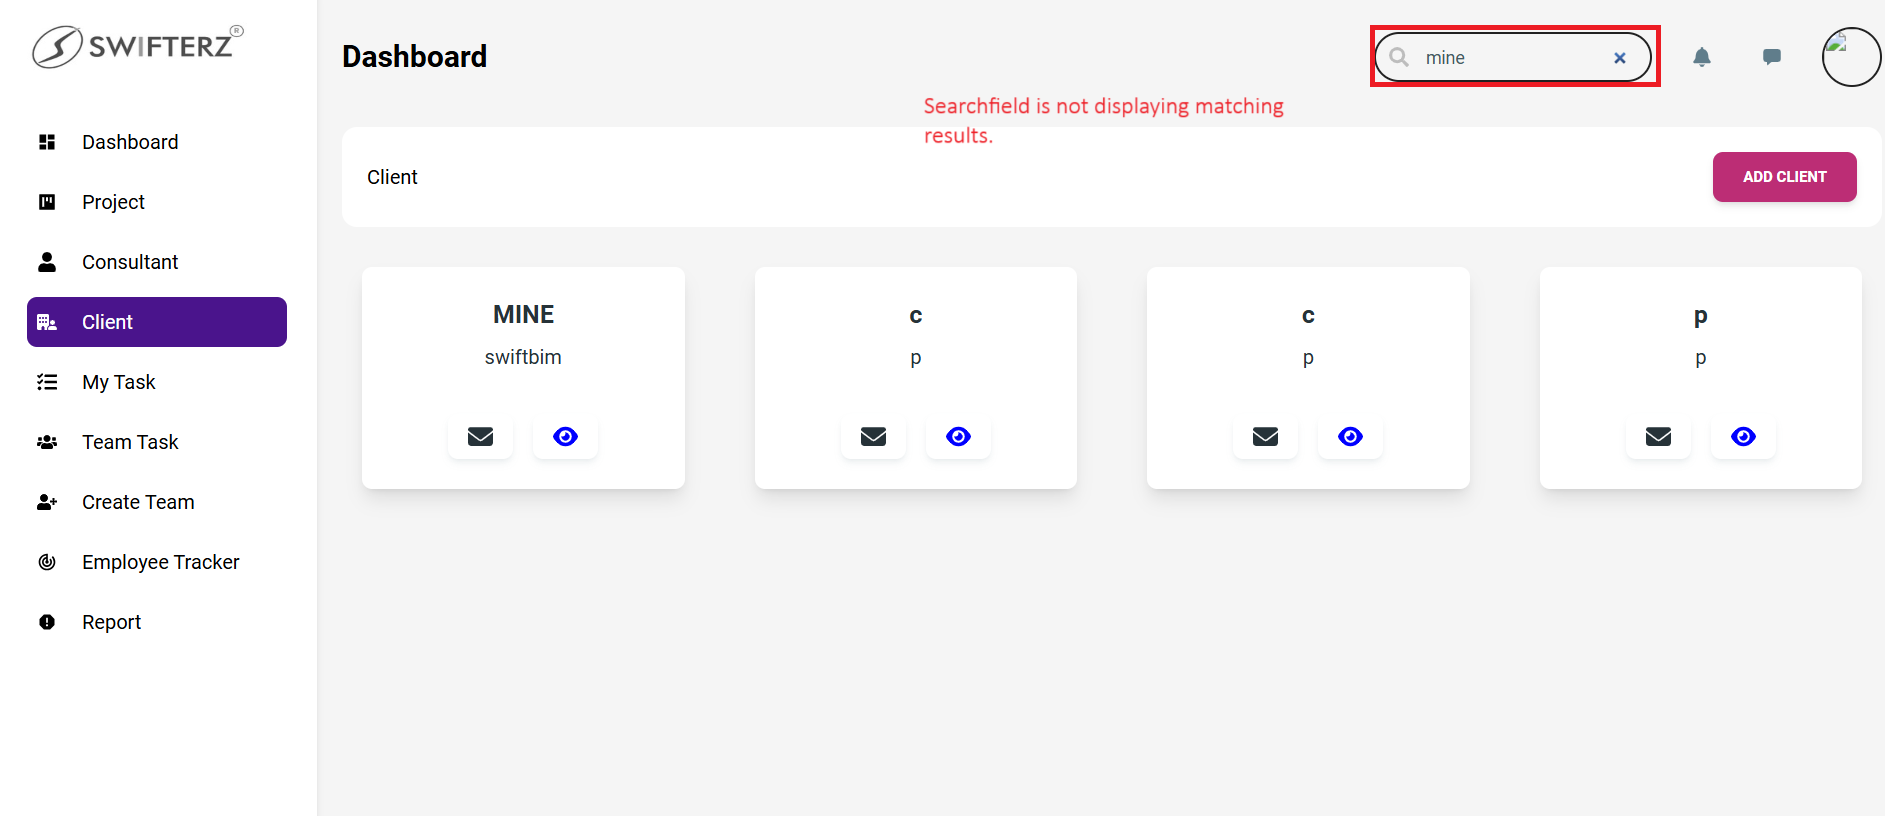 SWIFTERZ®
Dashboard
mine
Searchfield is not displaying matching
results.
Dashboard
Project
Consultant
Client
My Task
Team Task
Create Team
Employee Tracker
Report
Client
ADD CLIENT
MINE
swiftbim
c
p
c
p
p
p